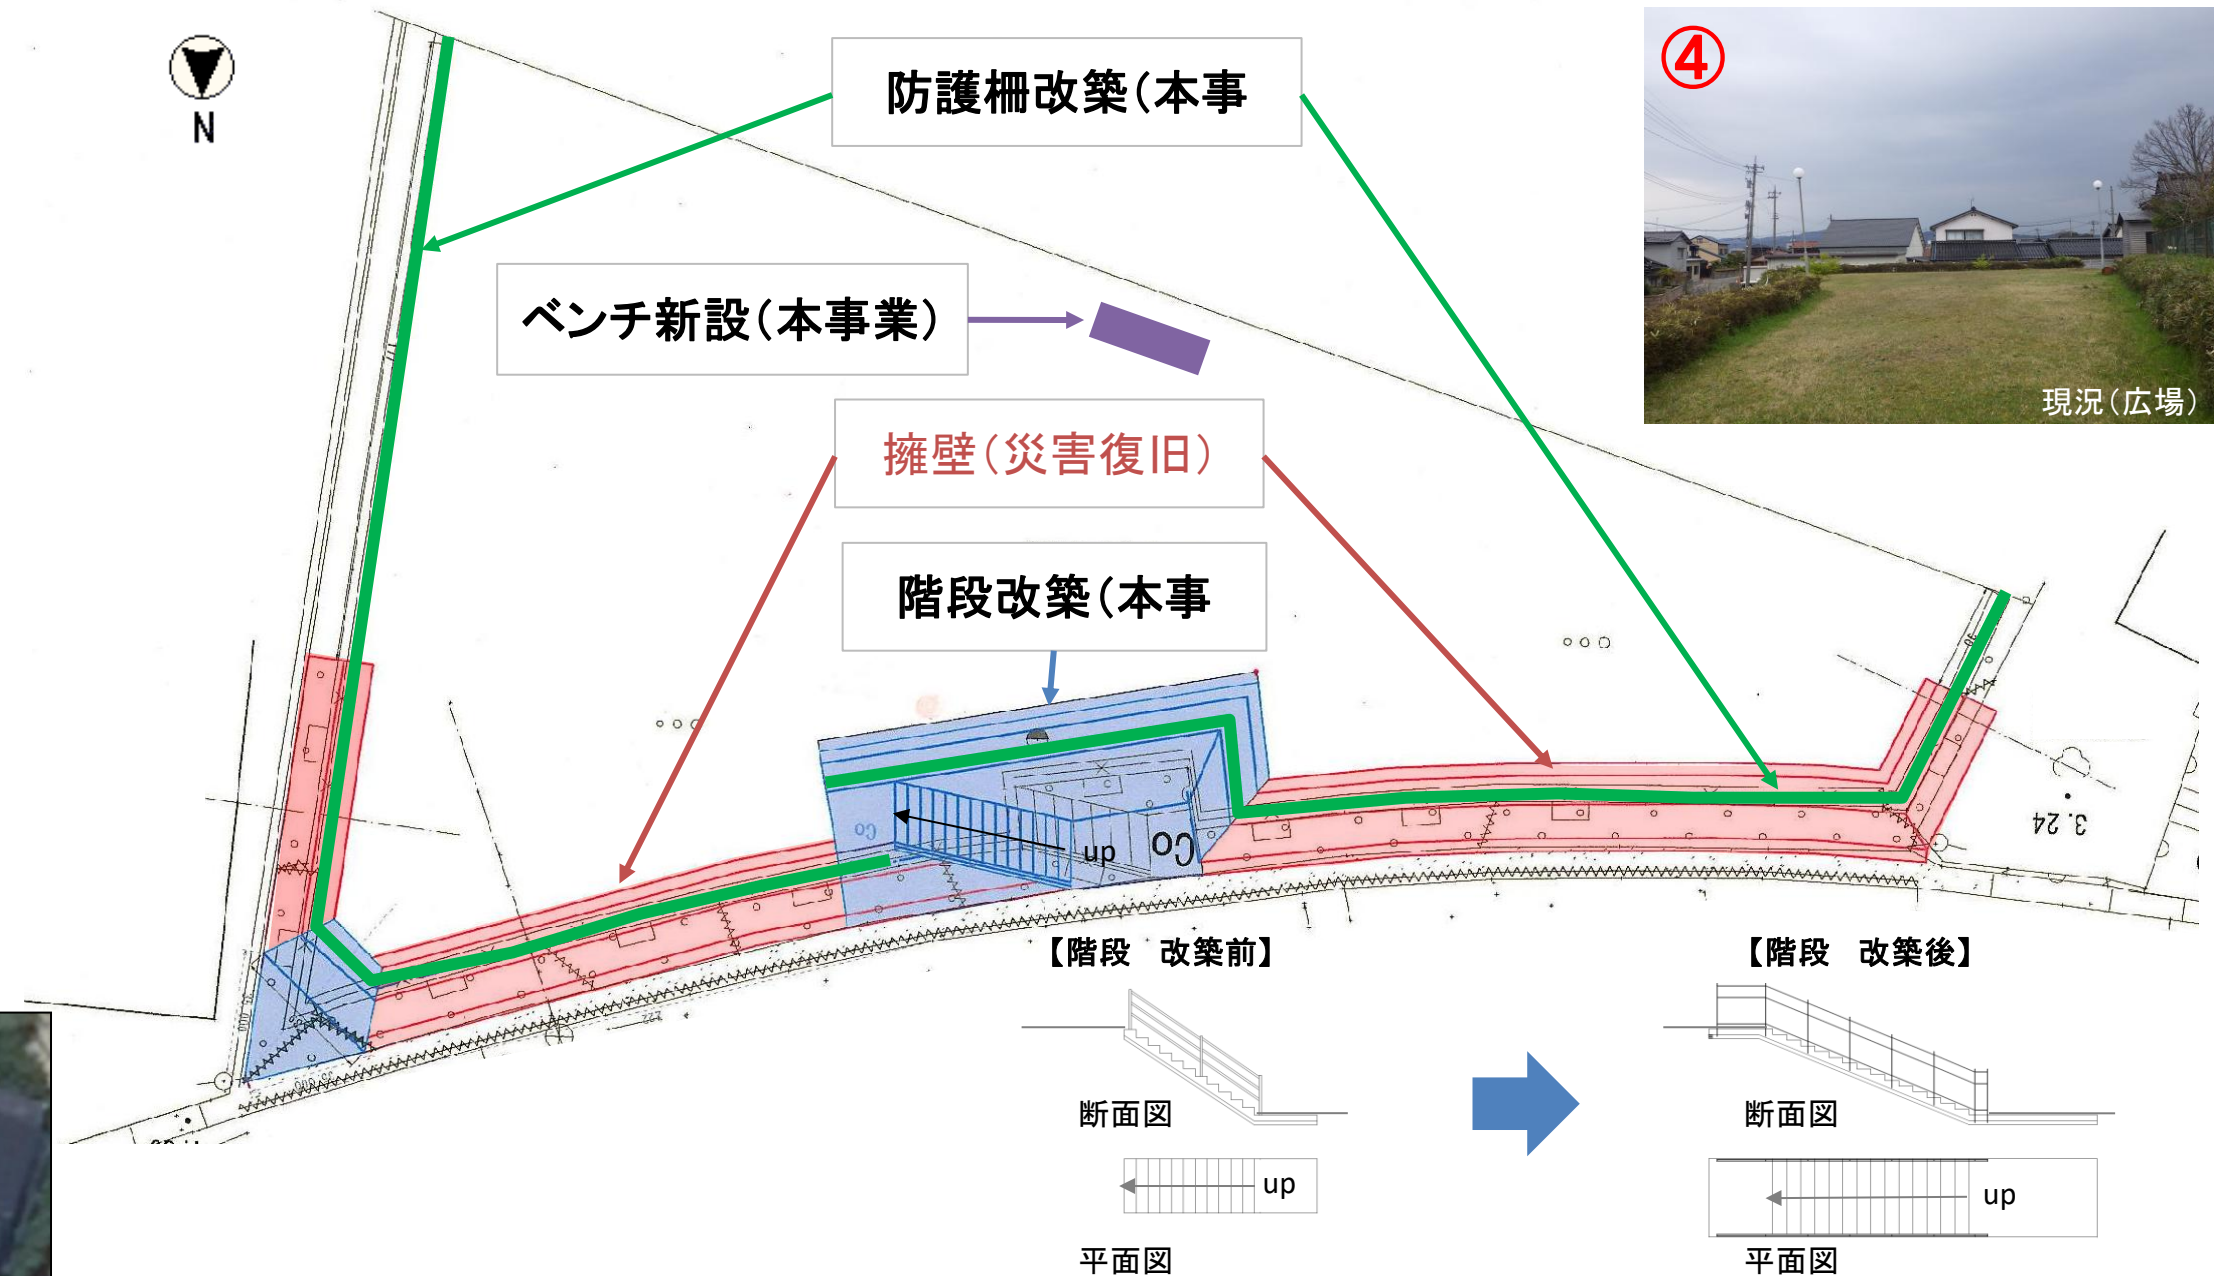 N
防護柵改築(本事
④
現況(広場)
ベンチ新設(本事業)
擁壁(災害復旧)
階段改築(本事
Co
up
Co
3.24
【階段 改築前】
【階段 改築後】
断面図
断面図
up
up
平面図
平面図